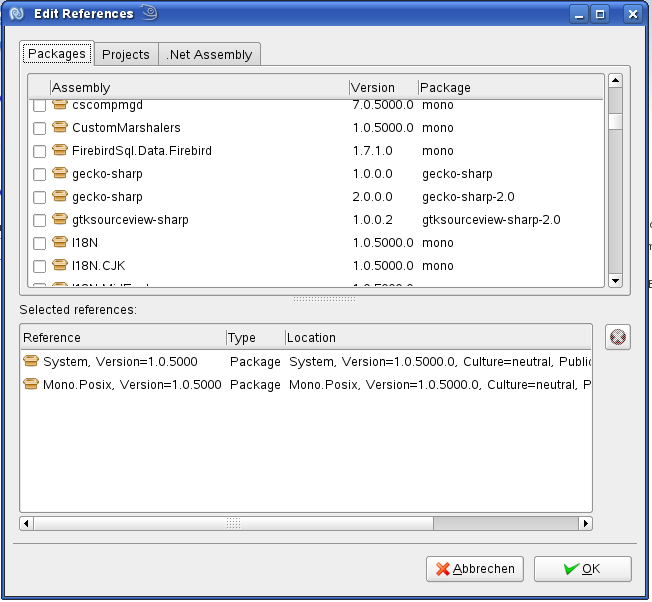 Edit References
Packages Projects .Net Assembly
Assembly Version Package
cscompmgd 7.0.5000.0 mono
CustomMarshalers 1.0.5000.0 mono
FirebirdSql.Data.Firebird 1.7.1.0 mono
gecko-sharp 1.0.0.0 gecko-sharp
gecko-sharp 2.0.0.0 gecko-sharp-2.0
gtksourceview-sharp 1.0.0.2 gtksourceview-sharp-2.0
I18N 1.0.5000.0 mono
I18N.CJK 1.0.5000.0 mono
Selected references:
Reference Type Location
System, Version=1.0.5000 Package System, Version=1.0.5000.0, Culture=neutral, Public
Mono.Posix, Version=1.0.5000 Package Mono.Posix, Version=1.0.5000.0, Culture=neutral, P
Abbrechen OK